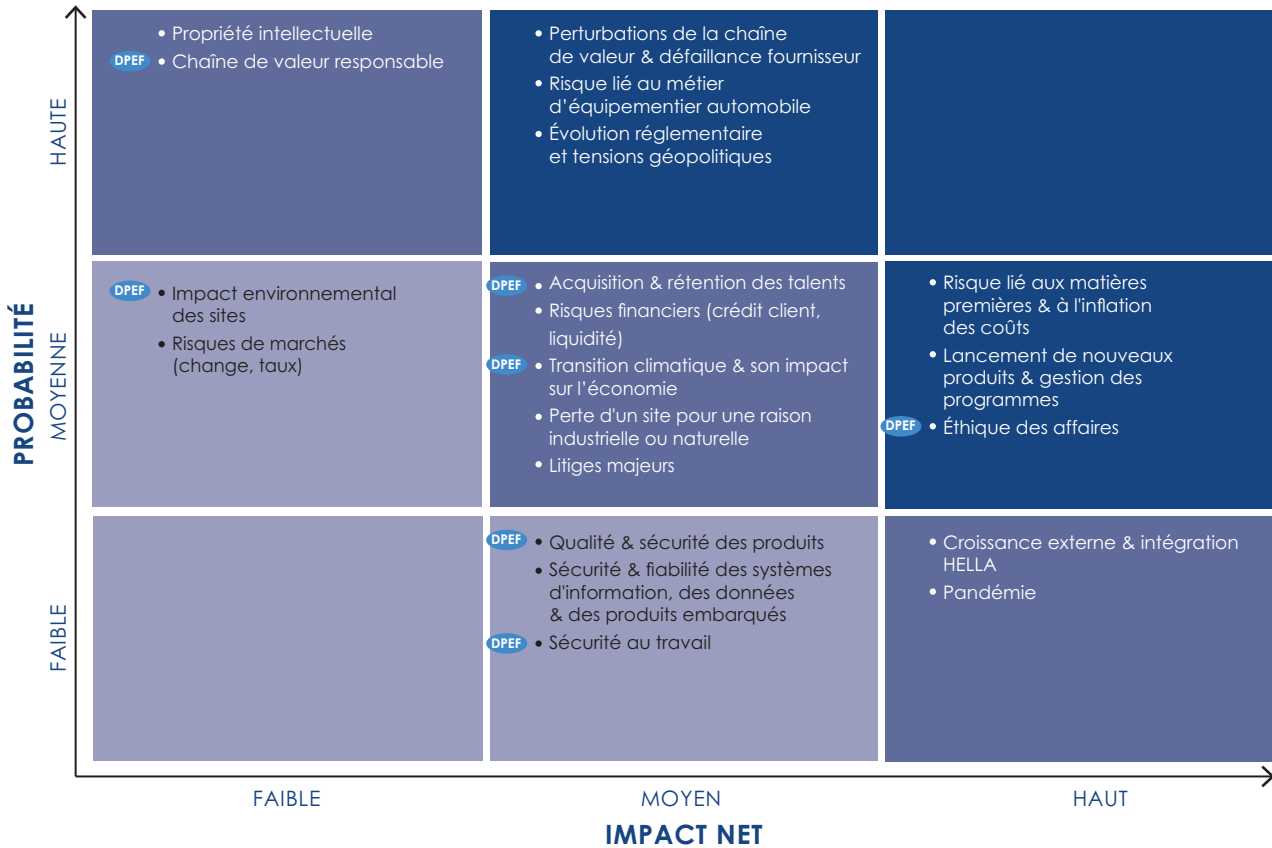 PROBABILITÉ
HAUTE
• Propriété intellectuelle
DPEF • Chaîne de valeur responsable
• Perturbations de la chaîne
de valeur & défaillance fournisseur
• Risque lié au métier
d’équipementier automobile
• Évolution réglementaire
et tensions géopolitiques
MOYENNE
DPEF • Impact environnemental
des sites
• Risques de marchés
(change, taux)
DPEF • Acquisition & rétention des talents
• Risques financiers (crédit client,
liquidité)
DPEF • Transition climatique & son impact
sur l’économie
• Perte d'un site pour une raison
industrielle ou naturelle
• Litiges majeurs
• Risque lié aux matières
premières & à l'inflation
des coûts
• Lancement de nouveaux
produits & gestion des
programmes
DPEF • Éthique des affaires
FAIBLE
DPEF • Qualité & sécurité des produits
• Sécurité & fiabilité des systèmes
d'information, des données
& des produits embarqués
DPEF • Sécurité au travail
• Croissance externe & intégration
HELLA
• Pandémie
FAIBLE
MOYEN
HAUT
IMPACT NET